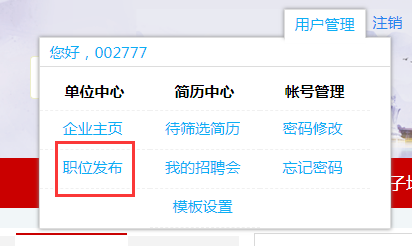 用户管理 注销
您好，002777
单位中心 简历中心 帐号管理
企业主页 待筛选简历 密码修改
职位发布 我的招聘会 忘记密码
模板设置